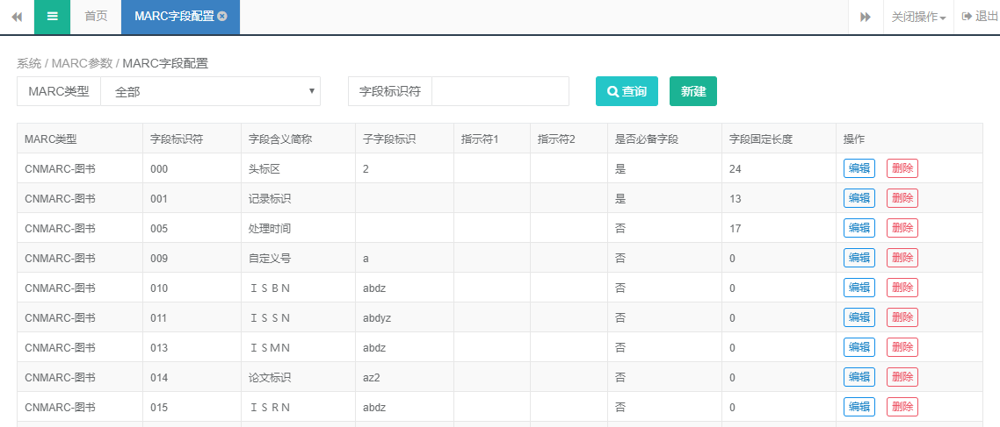 首页 MARC字段配置 关闭操作 退出
系统 / MARC参数 / MARC字段配置
MARC类型 全部 字段标识符 查询 新建
MARC类型 字段标识符 字段含义简称 子字段标识 指示符1 指示符2 是否必备字段 字段固定长度 操作
CNMARC-图书 000 头标区 2 是 24 编辑 删除
CNMARC-图书 001 记录标识 是 13 编辑 删除
CNMARC-图书 005 处理时间 否 17 编辑 删除
CNMARC-图书 009 自定义号 a 否 0 编辑 删除
CNMARC-图书 010 ＩＳＢＮ abdz 否 0 编辑 删除
CNMARC-图书 011 ＩＳＳＮ abdyz 否 0 编辑 删除
CNMARC-图书 013 ＩＳＭＮ abdz 否 0 编辑 删除
CNMARC-图书 014 论文标识 az2 否 0 编辑 删除
CNMARC-图书 015 ＩＳＲＮ abdz 否 0 编辑 删除